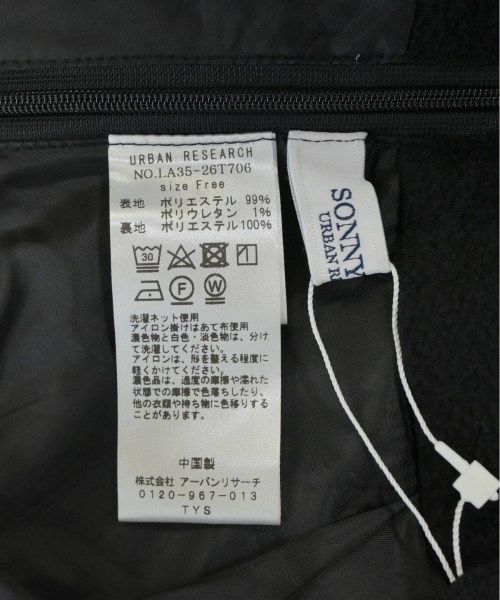 URBAN RESEARCH
NO.LA35-26T706
size Free
表地 ポリエステル 99%
ポリウレタン 1%
裏地 ポリエステル100%
30
F W
洗濯ネット使用
アイロン掛けはあて布使用
濃色物と白色・淡色物は、分け
て洗濯してください。
アイロンは、形を整える程度に
軽くかけてください。
濃色品は、過度の摩擦や濡れた
状態での摩擦で色落ちしたり、
他の衣類や持ち物に色移りする
ことがあります。
中国製
株式会社 アーバンリサーチ
0120-967-013
TYS
SONNY
URBAN R